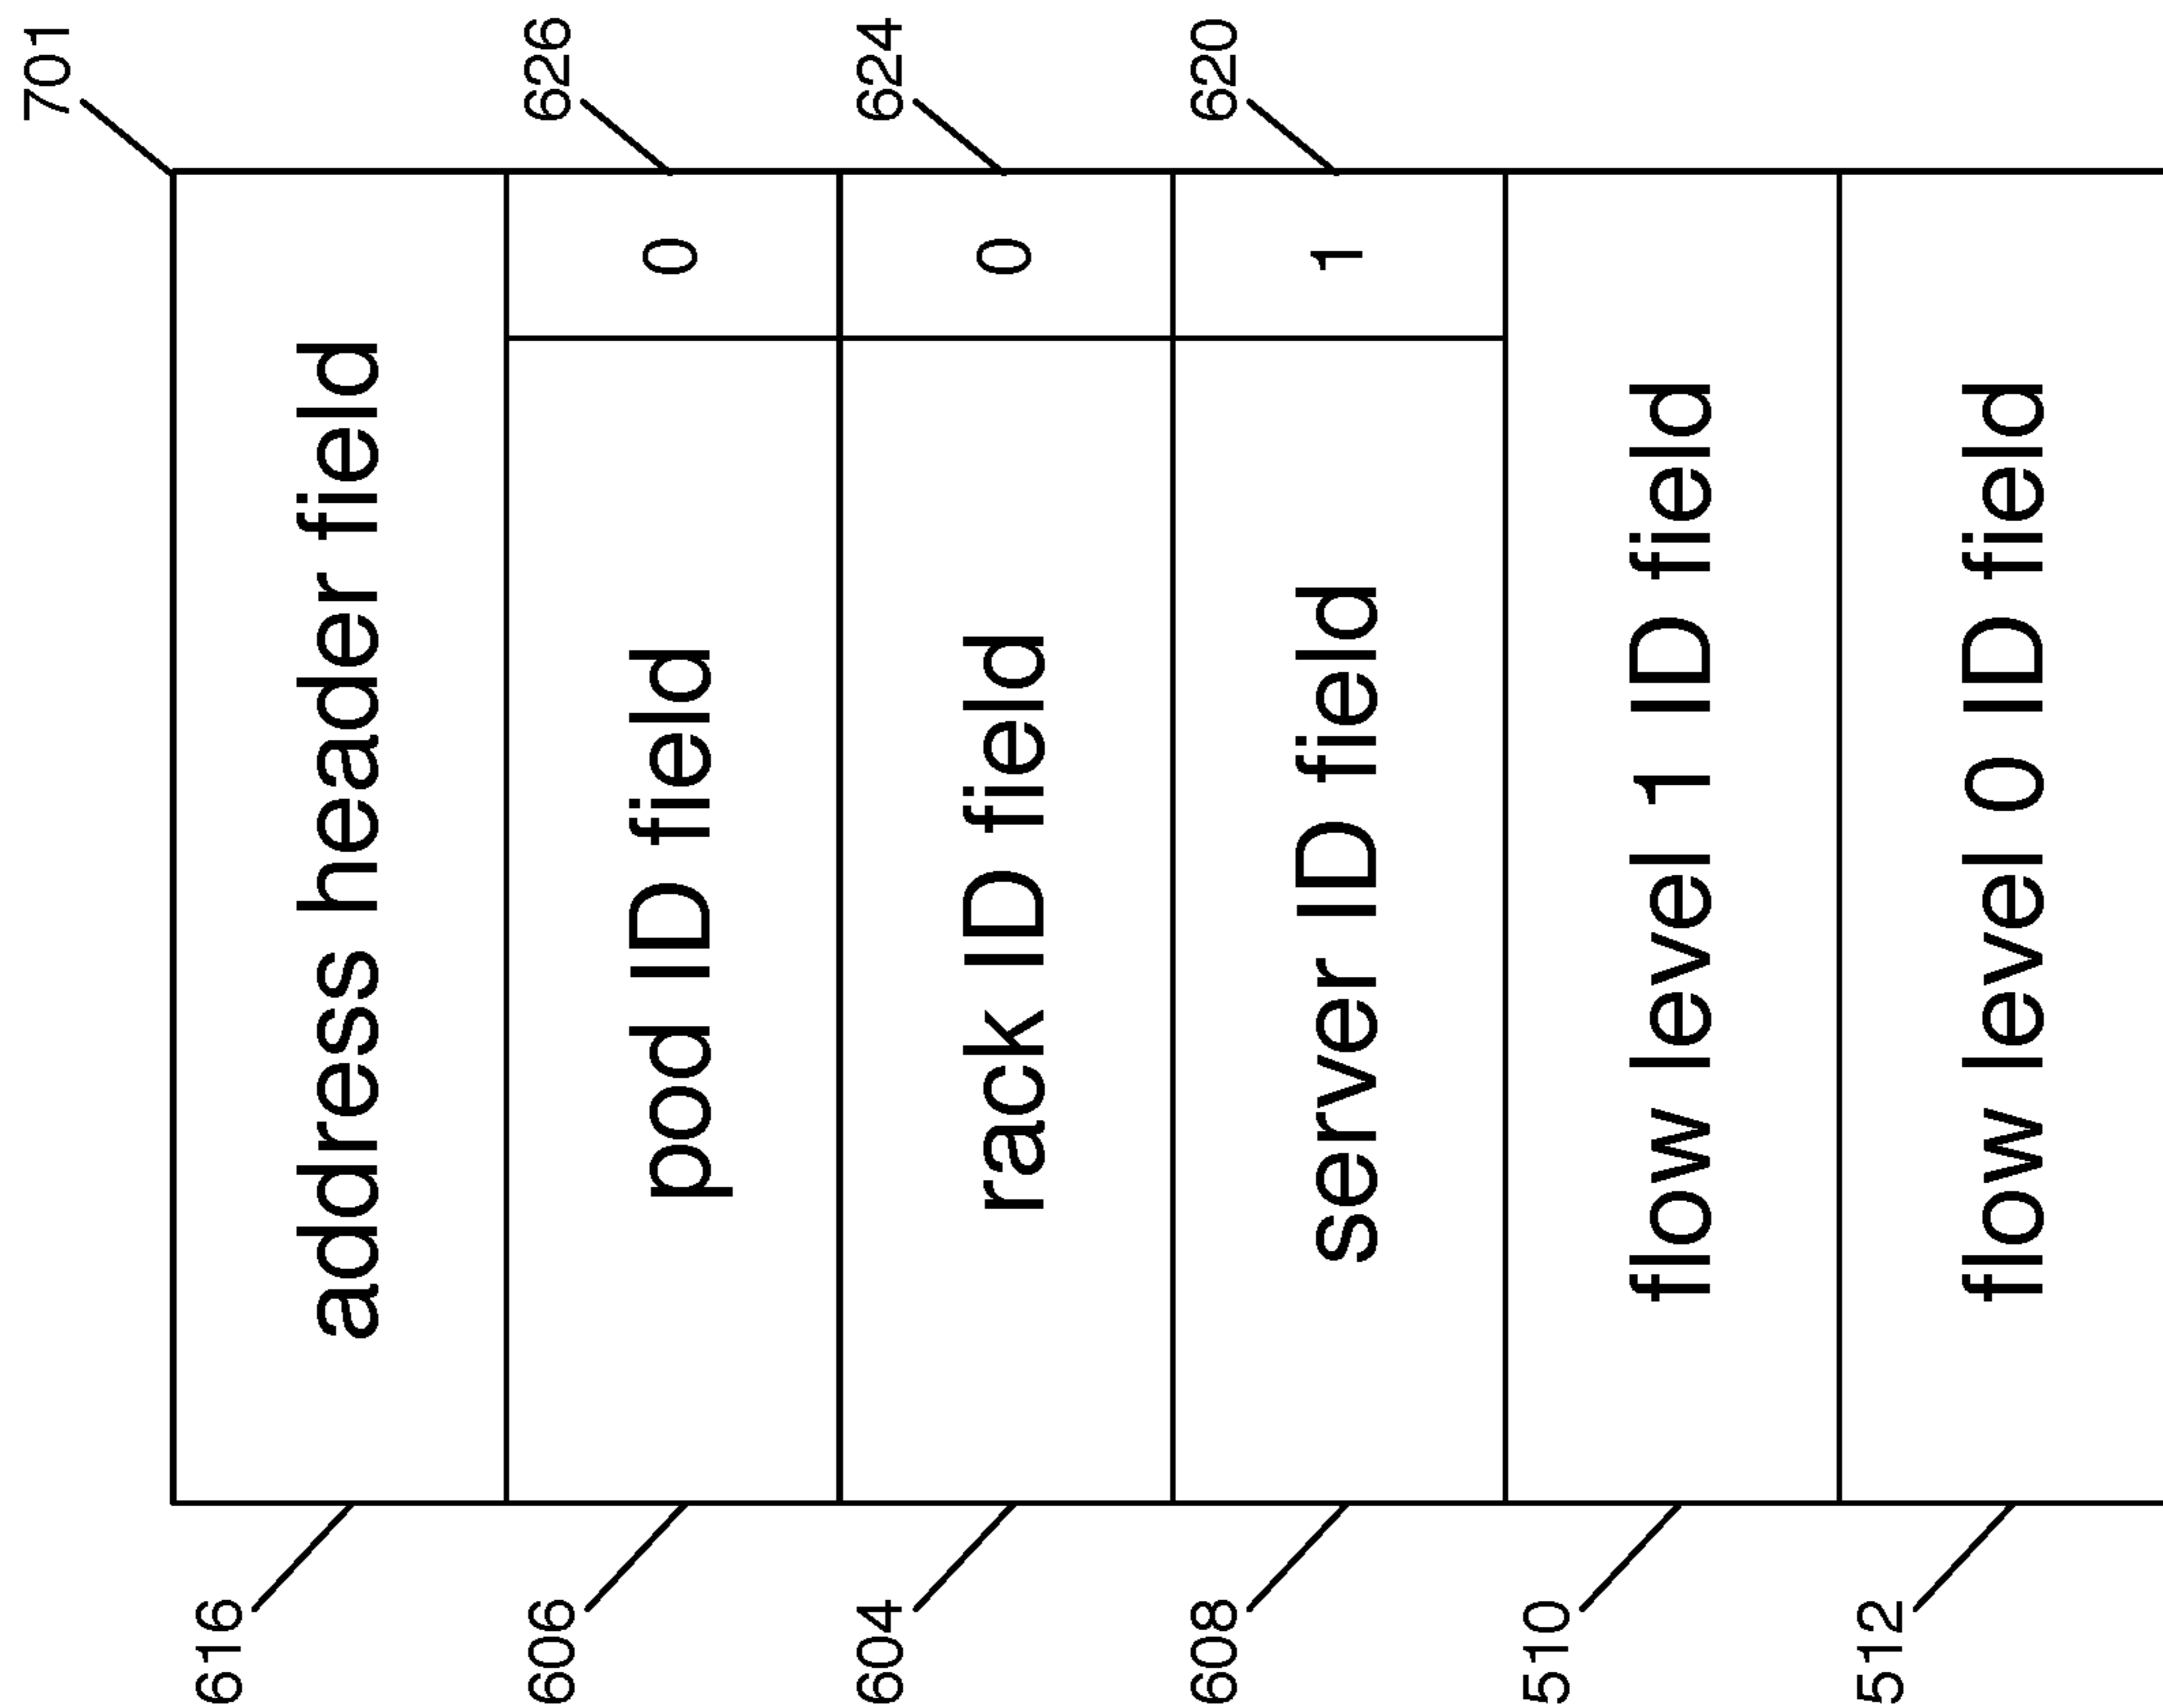 701
616
address header field
606 626
pod ID field 0
604 624
rack ID field 0
608 620
server ID field 1
510
flow level 1 ID field
512
flow level 0 ID field